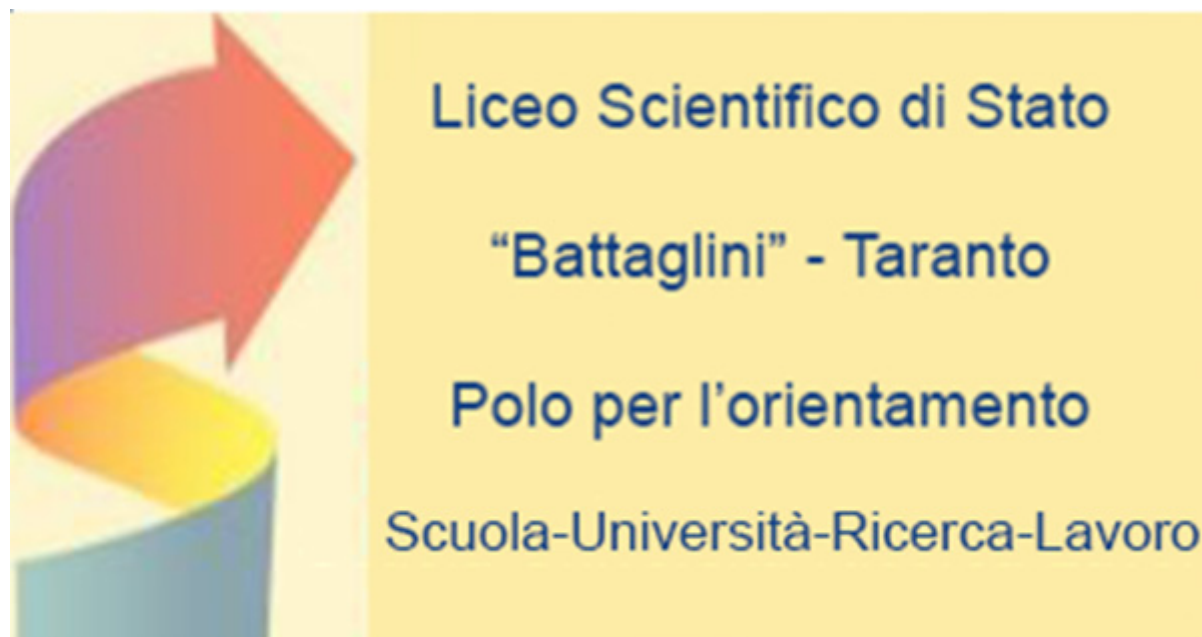 Liceo Scientifico di Stato
“Battaglini” - Taranto
Polo per l’orientamento
Scuola-Università-Ricerca-Lavoro